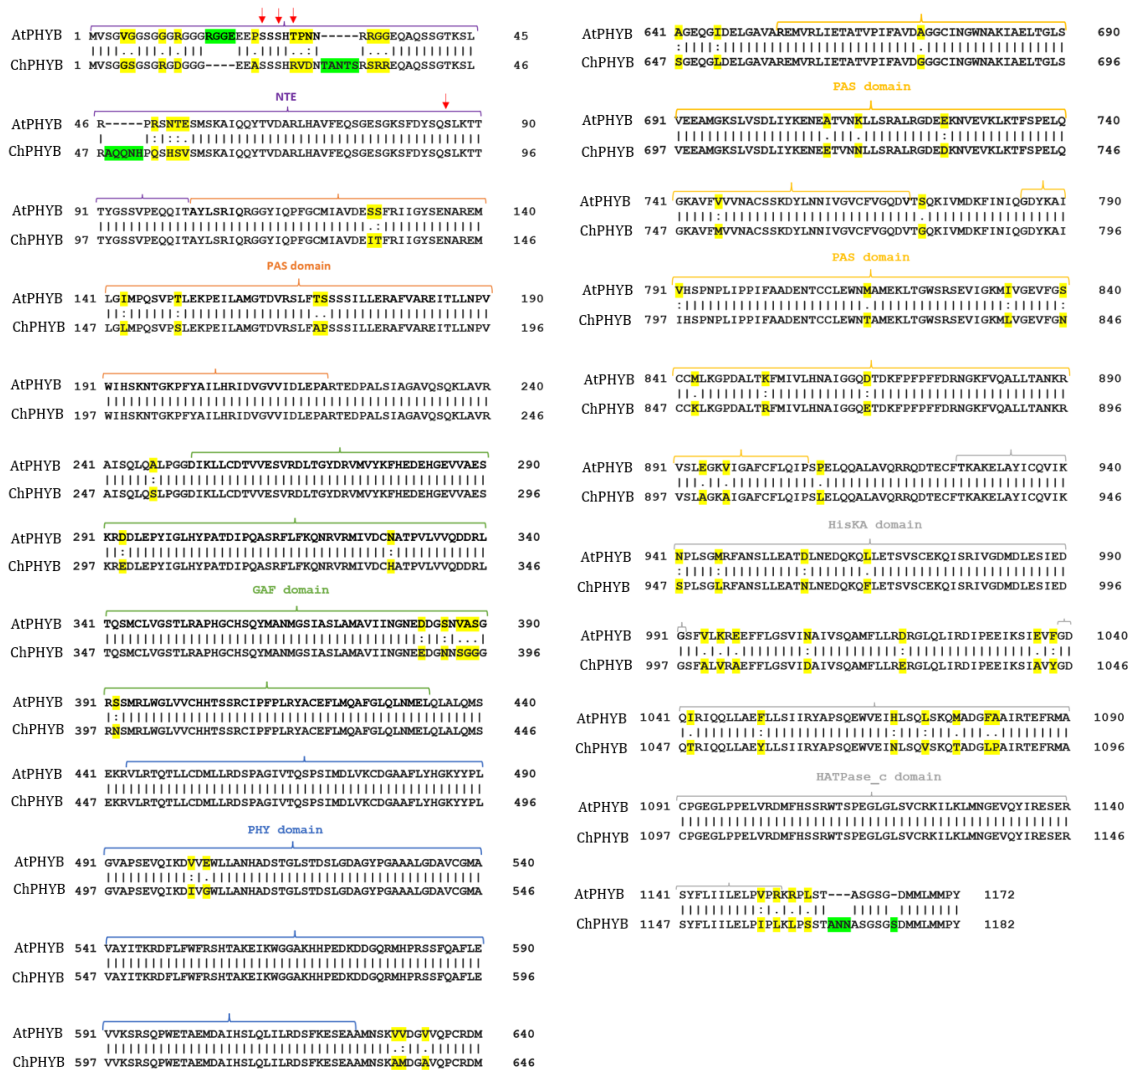 AtPHYB 1 MVSGVGGSGGGRGGGRGGEEEPSSSHTPNN-----RRGGEQAQSSGTKSL 45
ChPHYB 1 MVSGGSGSGRGDGGG----EEASSSHRVDNTANTSRSRREQAQSSGTKSL 46
NTE
AtPHYB 46 R-----PRSNTESMSKAIQQYTVDARLHAVFEQSGESGKSFDYSQSLKTT 90
ChPHYB 47 RAQQNHPQSHSVSMSKAIQQYTVDARLHAVFEQSGESGKSFDYSQSLKTT 96
AtPHYB 91 TYGSSVPEQQITAYLSRIQRGGYIQPFGCMIAVDESSFRIIGYSENAREM 140
ChPHYB 97 TYGSSVPEQQITAYLSRIQRGGYIQPFGCMIAVDEITFRIIGYSENAREM 146
PAS domain
AtPHYB 141 LGIMPQSVPTLEKPEILAMGTDVRSLFTSSSSILLERAFVAREITLLNPV 190
ChPHYB 147 LGLMPQSVPSLEKPEILAMGTDVRSLFAPSSSILLERAFVAREITLLNPV 196
AtPHYB 191 WIHSKNTGKPFYAILHRIDVGVVIDLEPARTEDPALSIAGAVQSQKLAVR 240
ChPHYB 197 WIHSKNTGKPFYAILHRIDVGVVIDLEPARTEDPALSIAGAVQSQKLAVR 246
AtPHYB 241 AISQLQALPGGDIKLLCDTVVESVRDLTGYDRVMVYKFHEDEHGEVVAES 290
ChPHYB 247 AISQLQSLPGGDIKLLCDTVVESVRDLTGYDRVMVYKFHEDEHGEVVAES 296
AtPHYB 291 KRDDLEPYIGLHYPATDIPQASRFLFKQNRVRMIVDCNATPVLVVQDDRL 340
ChPHYB 297 KREDLEPYIGLHYPATDIPQASRFLFKQNRVRMIVDCHATPVLVVQDDRL 346
GAF domain
AtPHYB 341 TQSMCLVGSTLRAPHGCHSQYMANMGSIASLAMAVIINGNEDDGSNVASG 390
ChPHYB 347 TQSMCLVGSTLRAPHGCHSQYMANMGSIASLAMAVIINGNEEDGNNSGGG 396
AtPHYB 391 RSSMRLWGLVVCHHTSSRCIPFPLRYACEFLMQAFGLQLNMELQLALQMS 440
ChPHYB 397 RNSMRLWGLVVCHHTSSRCIPFPLRYACEFLMQAFGLQLNMELQLALQMS 446
AtPHYB 441 EKRVLRTQTLLCDMLLRDSPAGIVTQSPSIMDLVKCDGAAFLYHGKYYPL 490
ChPHYB 447 EKRVLRTQTLLCDMLLRDSPAGIVTQSPSIMDLVKCDGAAFLYHGKYYPL 496
PHY domain
AtPHYB 491 GVAPSEVQIKDVVEWLLANHADSTGLSTDSLGDAGYPGAAALGDAVCGMA 540
ChPHYB 497 GVAPSEVQIKDIVGWLLANHADSTGLSTDSLGDAGYPGAAALGDAVCGMA 546
AtPHYB 541 VAYITKRDFLFWFRSHTAKEIKWGGAKHHPEDKDDGQRMHPRSSFQAFLE 590
ChPHYB 547 VAYITKRDFLFWFRSHTAKEIKWGGAKHHPEDKDDGQRMHPRSSFQAFLE 596
AtPHYB 591 VVKSRSQPWETAEMDAIHSLQLILRDSFKESEAAMNSKVVDGVVQPCRDM 640
ChPHYB 597 VVKSRSQPWETAEMDAIHSLQLILRDSFKESEAAMNSKAMDGAVQPCRDM 646
AtPHYB 641 AGEQGIDELGAVAREMVRLIETATVPIFAVDAGGCINGWNAKIAELTGLS 690
ChPHYB 647 SGEQGLDELGAVAREMVRLIETATVPIFAVDGGGCINGWNAKIAELTGLS 696
PAS domain
AtPHYB 691 VEEAMGKSLVSDLIYKENEATVNKLLSRALRGDEEKNVEVKLKTFSPELQ 740
ChPHYB 697 VEEAMGKSLVSDLIYKENEETVNNLLSRALRGDEDKNVEVKLKTFSPELQ 746
AtPHYB 741 GKAVFVVVNACSSKDYLNNIVGVCFVGQDVTSQKIVMDKFINIQGDYKAI 790
ChPHYB 747 GKAVFMVVNACSSKDYLNNIVGVCFVGQDVTGQKIVMDKFINIQGDYKAI 796
PAS domain
AtPHYB 791 VHSPNPLIPPIFAADENTCCLEWNMAMEKLTGWSRSEVIGKMIVGEVFGS 840
ChPHYB 797 IHSPNPLIPPIFAADENTCCLEWNTAMEKLTGWSRSEVIGKMLVGEVFGN 846
AtPHYB 841 CCMLKGPDALTKFMIVLHNAIGGQDTDKFPFPFFDRNGKFVQALLTANKR 890
ChPHYB 847 CCKLKGPDALTRFMIVLHNAIGGQETDKFPFPFFDRNGKFVQALLTANKR 896
AtPHYB 891 VSLEGKVIGAFCFLQIPSPELQQALAVQRRQDTECFTKAKELAYICQVIK 940
ChPHYB 897 VSLAGKAIGAFCFLQIPSLELQQALAVQRRQDTECFTKAKELAYICQVIK 946
HisKA domain
AtPHYB 941 NPLSGMRFANSLLEATDLNEDQKQLLETSVSCEKQISRIVGDMDLESIED 990
ChPHYB 947 SPLSGLRFANSLLEATNLNEDQKQFLETSVSCEKQISRIVGDMDLESIED 996
AtPHYB 991 GSFVLKREEFFLGSVINAIVSQAMFLLRDRGLQLIRDIPEEIKSIEVFGD 1040
ChPHYB 997 GSFALVRAEFFLGSVIDAIVSQAMFLLRERGLQLIRDIPEEIKSIAVYGD 1046
AtPHYB 1041 QIRIQQLLAEFLLSIIRYAPSQEWVEIHLSQLSKQMADGFAAIRTEFRMA 1090
ChPHYB 1047 QTRIQQLLAEYLLSIIRYAPSQEWVEINLSQVSKQTADGLPAIRTEFRMA 1096
HATPase_c domain
AtPHYB 1091 CPGEGLPPELVRDMFHSSRWTSPEGLGLSVCRKILKLMNGEVQYIRESER 1140
ChPHYB 1097 CPGEGLPPELVRDMFHSSRWTSPEGLGLSVCRKILKLMNGEVQYIRESER 1146
AtPHYB 1141 SYFLIILELPVPRKRPLST---ASGSG-DMMLMMPY 1172
ChPHYB 1147 SYFLIILELPIPLKLPSSTANNASGSGSDMMLMMPY 1182